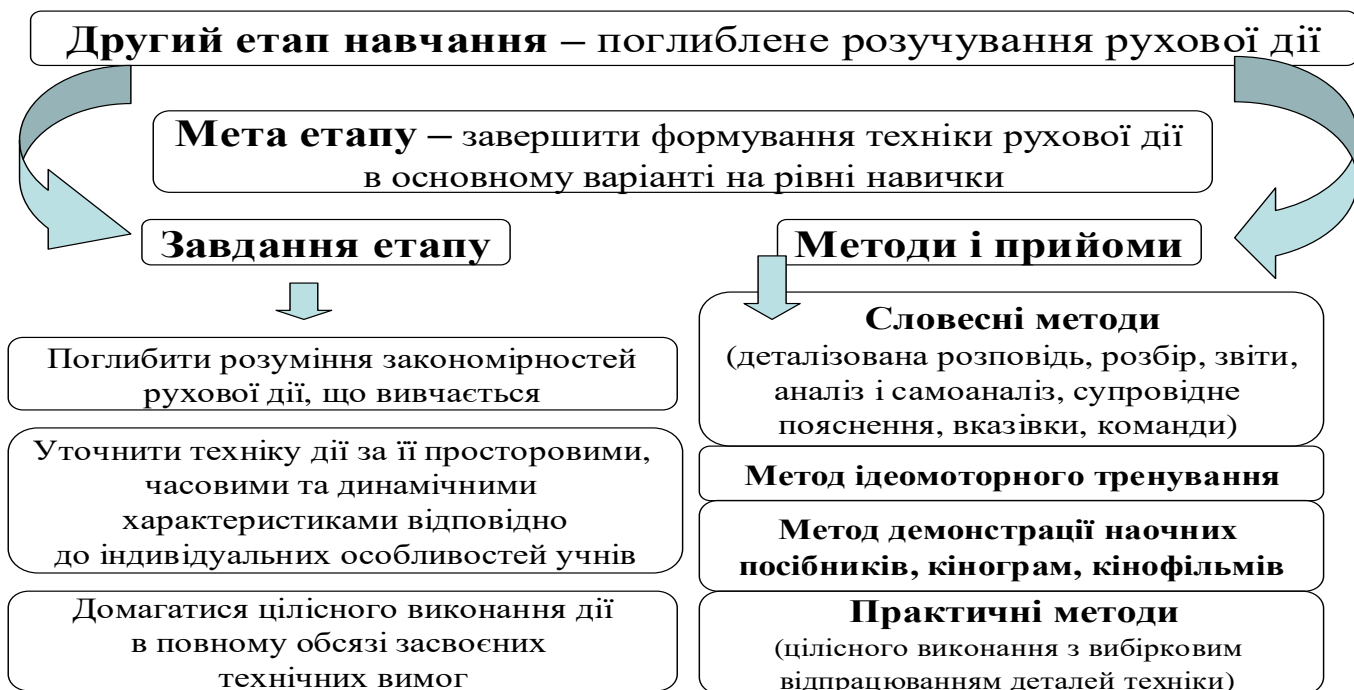 Другий етап навчання – поглиблене розучування рухової дії
Мета етапу – завершити формування техніки рухової дії
в основному варіанті на рівні навички
Завдання етапу
Поглибити розуміння закономірностей
рухової дії, що вивчається
Уточнити техніку дії за її просторовими,
часовими та динамічними
характеристиками відповідно
до індивідуальних особливостей учнів
Домагатися цілісного виконання дії
в повному обсязі засвоєних
технічних вимог
Методи і прийоми
Словесні методи
(деталізована розповідь, розбір, звіти,
аналіз і самоаналіз, супровідне
пояснення, вказівки, команди)
Метод ідеомоторного тренування
Метод демонстрації наочних
посібників, кінограм, кінофільмів
Практичні методи
(цілісного виконання з вибірковим
відпрацюванням деталей техніки)